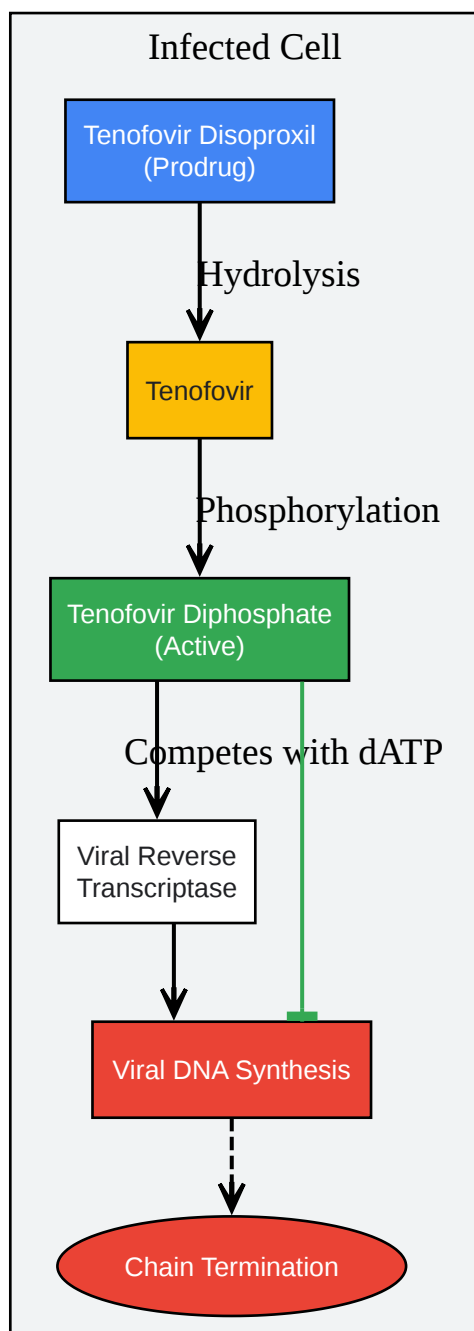 Infected Cell
Tenofovir Disoproxil
(Prodrug)
Hydrolysis
Tenofovir
Phosphorylation
Tenofovir Diphosphate
(Active)
Competes with dATP
Viral Reverse
Transcriptase
Viral DNA Synthesis
Chain Termination